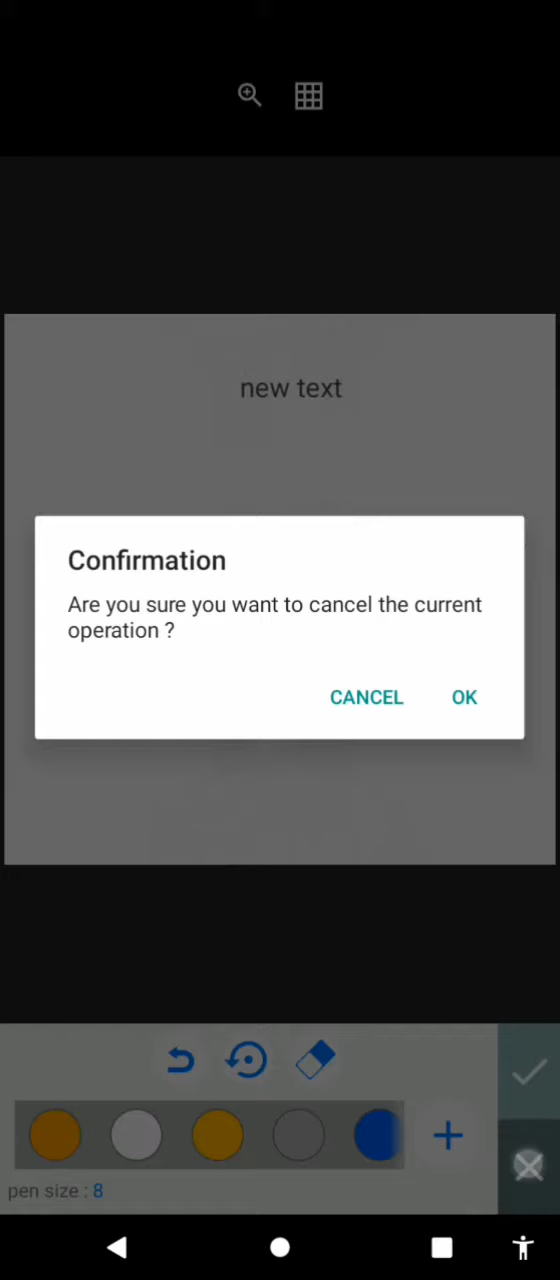 new text
Confirmation
Are you sure you want to cancel the current
operation ?
CANCEL OK
pen size : 8